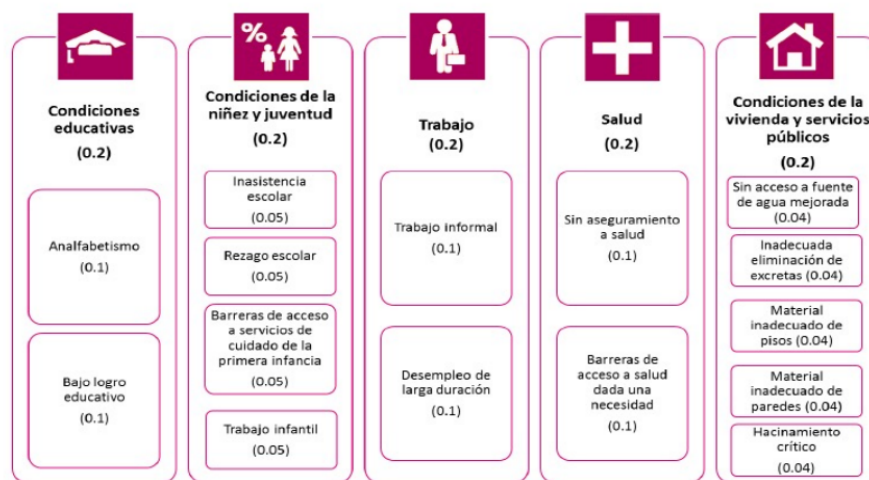 Condiciones
educativas
(0.2)
Analfabetismo
(0.1)
Bajo logro
educativo
(0.1)
%
Condiciones de la
niñez y juventud
(0.2)
Inasistencia
escolar
(0.05)
Rezago escolar
(0.05)
Barreras de acceso
a servicios de
cuidado de la
primera infancia
(0.05)
Trabajo infantil
(0.05)
Trabajo
(0.2)
Trabajo informal
(0.1)
Desempleo de
larga duración
(0.1)
Salud
(0.2)
Sin aseguramiento
a salud
(0.1)
Barreras de
acceso a salud
dada una
necesidad
(0.1)
Condiciones de la
vivienda y servicios
públicos
(0.2)
Sin acceso a fuente
de agua mejorada
(0.04)
Inadecuada
eliminación de
excretas (0.04)
Material
inadecuado de
pisos (0.04)
Material
inadecuado de
paredes (0.04)
Hacinamiento
crítico
(0.04)